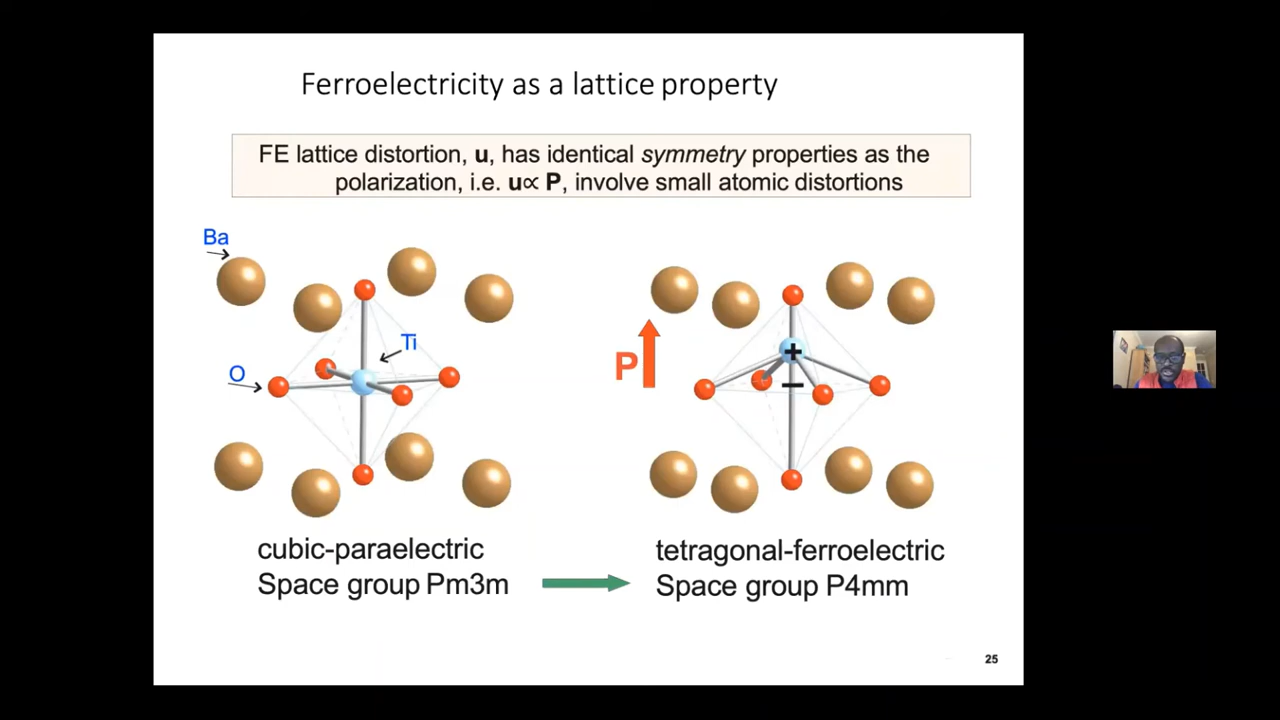 Ferroelectricity as a lattice property
FE lattice distortion, u, has identical symmetry properties as the
polarization, i.e. u∝ P, involve small atomic distortions
Ba
Ti
O
P
+
−
cubic-paraelectric
Space group Pm3m
tetragonal-ferroelectric
Space group P4mm
25